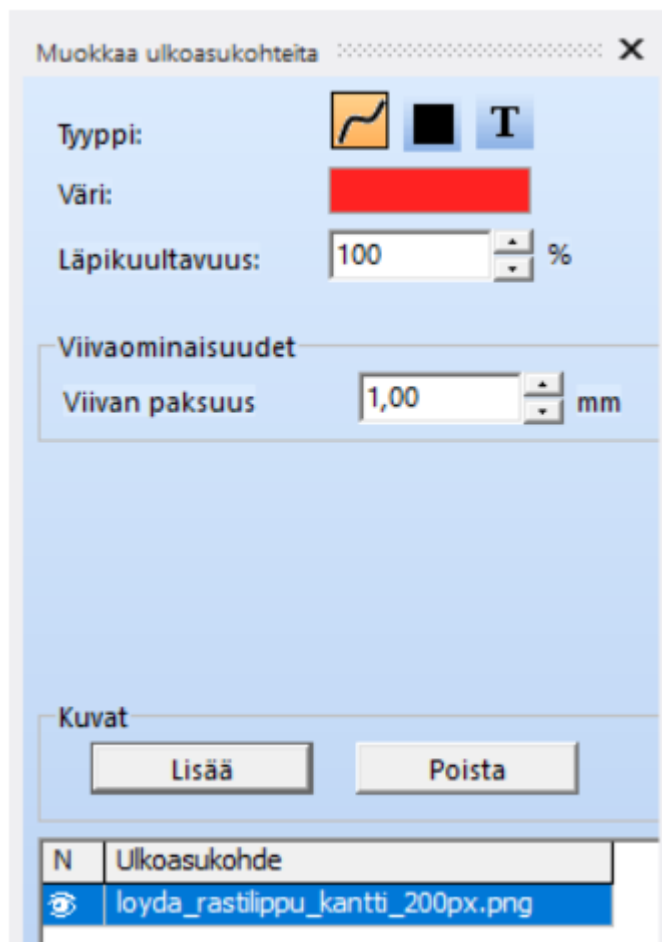 Muokkaa ulkoasukohteita
Tyyppi: T
Väri:
Läpikuultavuus: 100 %
Viivaominaisuudet
Viivan paksuus 1,00 mm
Kuvat
Lisää Poista
N Ulkoasukohde
loyda_rastilippu_kantti_200px.png